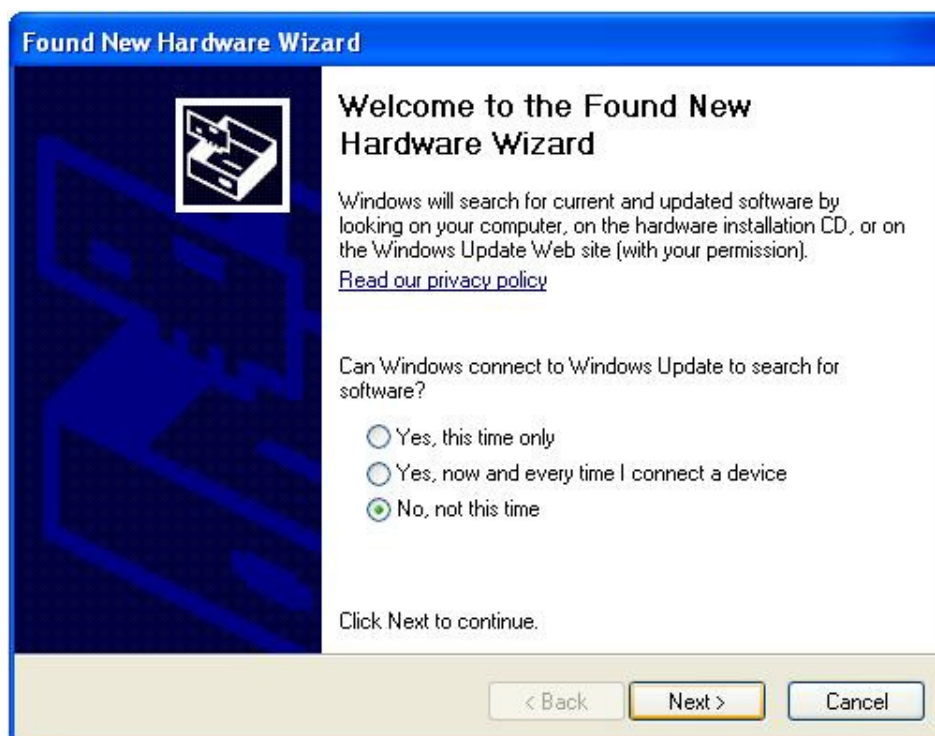 Found New Hardware Wizard
Welcome to the Found New
Hardware Wizard
Windows will search for current and updated software by
looking on your computer, on the hardware installation CD, or on
the Windows Update Web site (with your permission).
Read our privacy policy
Can Windows connect to Windows Update to search for
software?
Yes, this time only
Yes, now and every time I connect a device
No, not this time
Click Next to continue.
< Back
Next >
Cancel